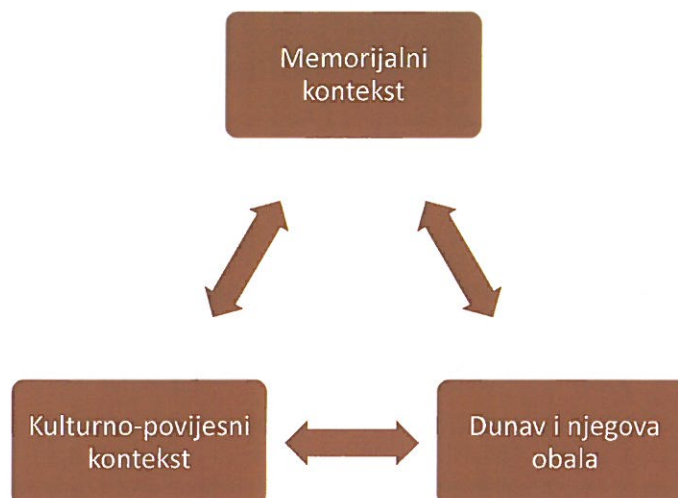 Memorijalni
kontekst
Kulturno-povijesni
kontekst
Dunav i njegova
obala